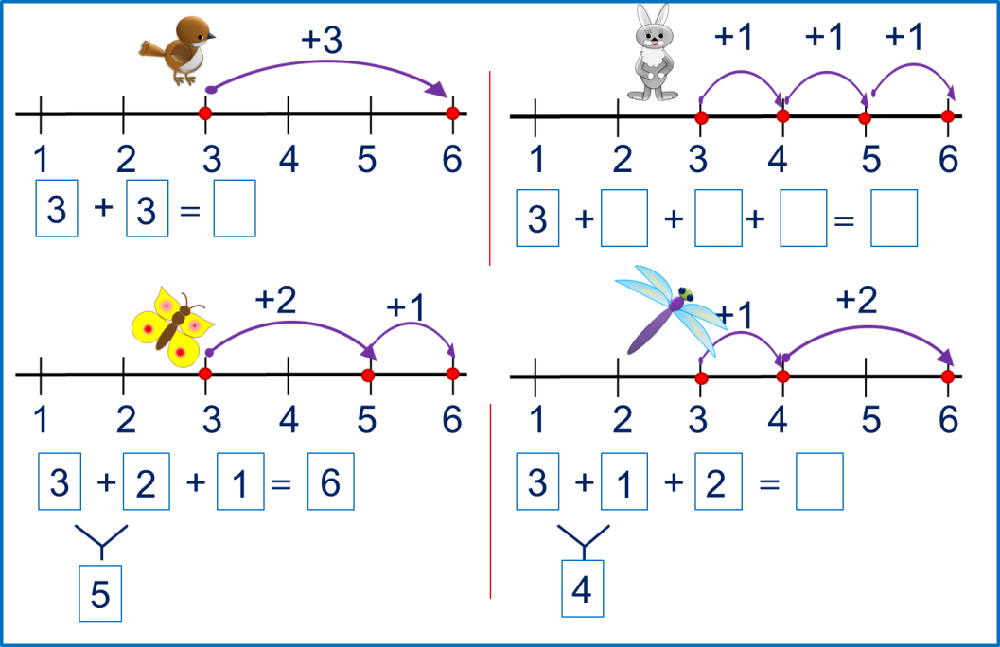 +3
1 2 3 4 5 6
3 + 3 =
+1 +1 +1
1 2 3 4 5 6
3 + + + =
+2 +1
1 2 3 4 5 6
3 + 2 + 1 = 6
5
+1 +2
1 2 3 4 5 6
3 + 1 + 2 =
4